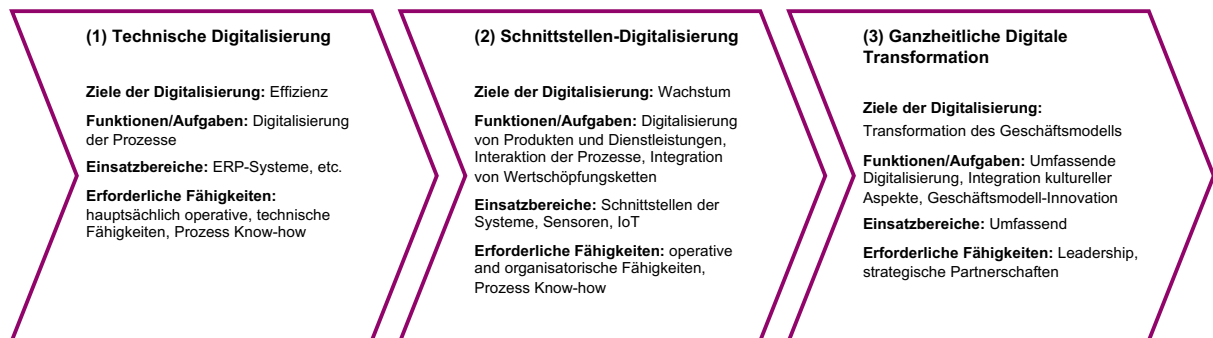 (1) Technische Digitalisierung
Ziele der Digitalisierung: Effizienz
Funktionen/Aufgaben: Digitalisierung
der Prozesse
Einsatzbereiche: ERP-Systeme, etc.
Erforderliche Fähigkeiten:
hauptsächlich operative, technische
Fähigkeiten, Prozess Know-how
(2) Schnittstellen-Digitalisierung
Ziele der Digitalisierung: Wachstum
Funktionen/Aufgaben: Digitalisierung
von Produkten und Dienstleistungen,
Interaktion der Prozesse, Integration
von Wertschöpfungsketten
Einsatzbereiche: Schnittstellen der
Systeme, Sensoren, IoT
Erforderliche Fähigkeiten: operative
and organisatorische Fähigkeiten,
Prozess Know-how
(3) Ganzheitliche Digitale
Transformation
Ziele der Digitalisierung:
Transformation des Geschäftsmodells
Funktionen/Aufgaben: Umfassende
Digitalisierung, Integration kultureller
Aspekte, Geschäftsmodell-Innovation
Einsatzbereiche: Umfassend
Erforderliche Fähigkeiten: Leadership,
strategische Partnerschaften